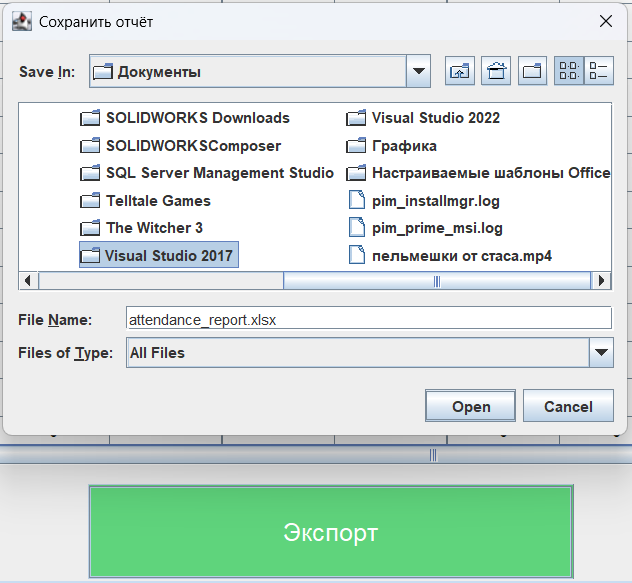 Сохранить отчёт
Save In: Документы
SOLIDWORKS Downloads
SOLIDWORKSComposer
SQL Server Management Studio
Telltale Games
The Witcher 3
Visual Studio 2017
Visual Studio 2022
Графика
Настраиваемые шаблоны Office
pim_installmgr.log
pim_prime_msi.log
пельмешки от стаса.mp4
File Name: attendance_report.xlsx
Files of Type: All Files
Open Cancel
Экспорт